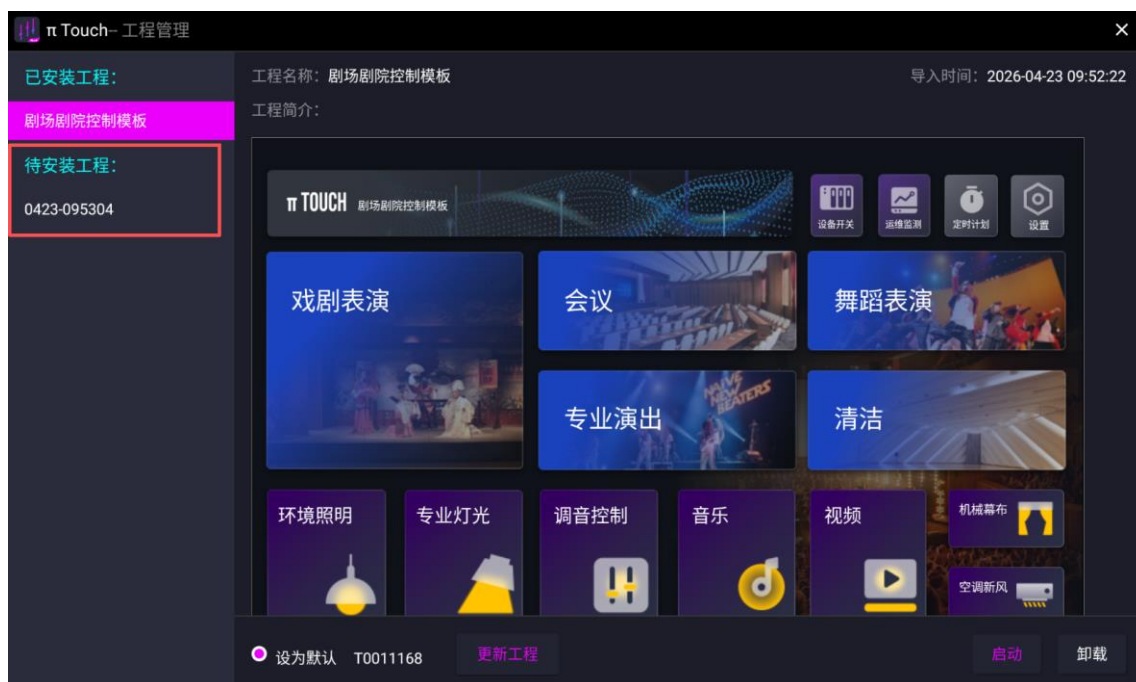 π Touch– 工程管理
已安装工程：
剧场剧院控制模板
待安装工程：
0423-095304
工程名称：剧场剧院控制模板
导入时间：2026-04-23 09:52:22
工程简介：
π TOUCH 剧场剧院控制模板
设备开关
运维监测
定时计划
设置
戏剧表演
会议
舞蹈表演
专业演出
NAIVE NEW BEATERS
清洁
环境照明
专业灯光
调音控制
音乐
视频
机械幕布
空调新风
设为默认 T0011168
更新工程
启动
卸载